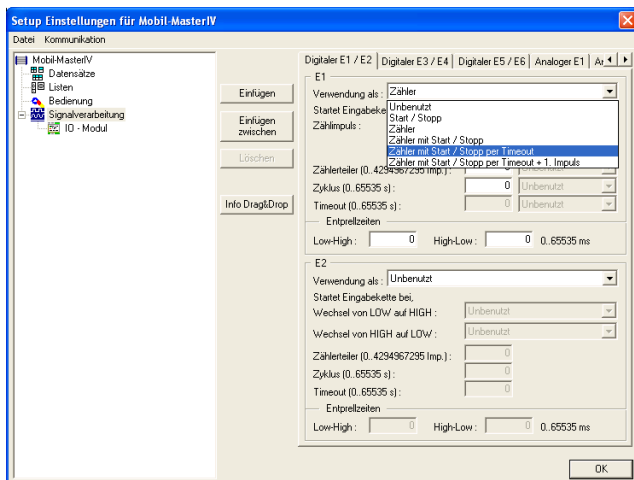 Setup Einstellungen für Mobil-MasterIV
Datei Kommunikation
Mobil-MasterIV
Datensätze
Listen
Bedienung
Signalverarbeitung
IO - Modul
Einfügen
Einfügen
zwischen
Löschen
Info Drag&Drop
Digitaler E1 / E2 Digitaler E3 / E4 Digitaler E5 / E6 Analoger E1
E1
Verwendung als : Zähler
Startet Eingabeke
Zählimpuls :
Unbenutzt
Start / Stopp
Zähler
Zähler mit Start / Stopp
Zähler mit Start / Stopp per Timeout
Zähler mit Start / Stopp per Timeout + 1. Impuls
Zählerteiler (0..4294967295 Imp.) :
Zyklus (0..65535 s) : 0 Unbenutzt
Timeout (0..65535 s) : 0 Unbenutzt
Entprellzeiten
Low-High : 0 High-Low : 0 0..65535 ms
E2
Verwendung als : Unbenutzt
Startet Eingabekette bei,
Wechsel von LOW auf HIGH : Unbenutzt
Wechsel von HIGH auf LOW : Unbenutzt
Zählerteiler (0..4294967295 Imp.) : 0
Zyklus (0..65535 s) : 0
Timeout (0..65535 s) : 0
Entprellzeiten
Low-High : 0 High-Low : 0 0..65535 ms
OK